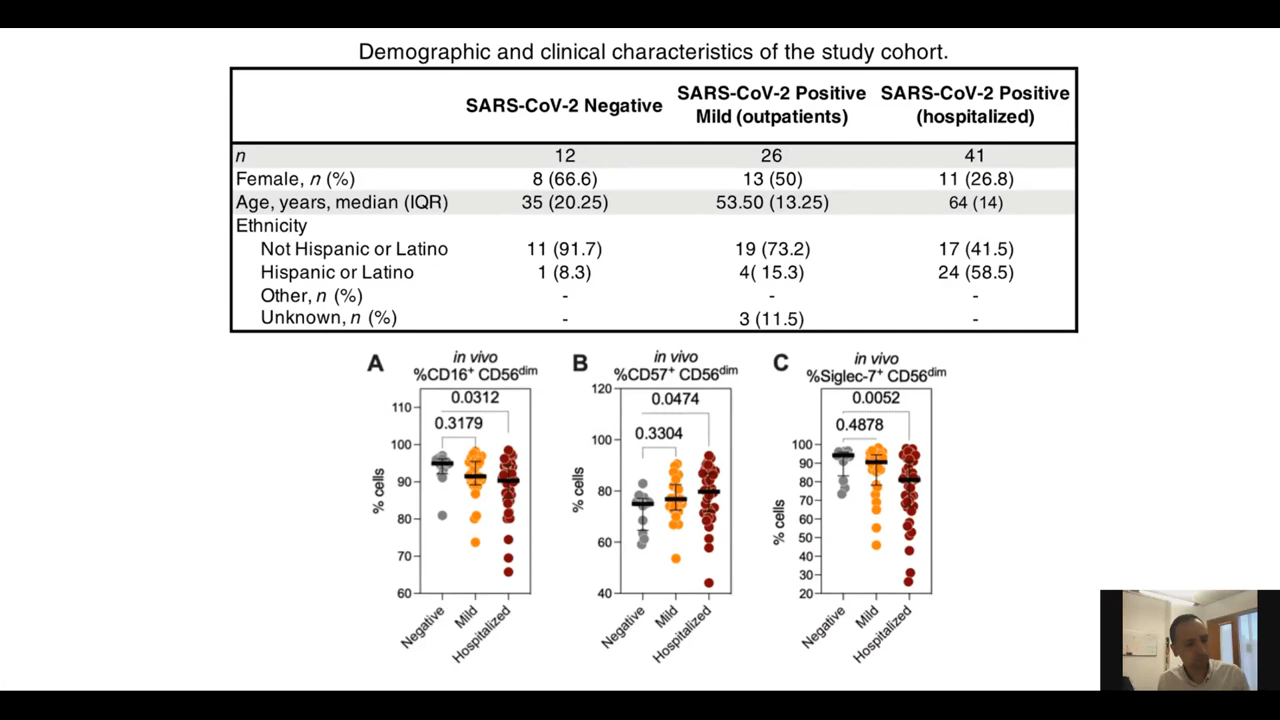 Demographic and clinical characteristics of the study cohort.
SARS-CoV-2 Negative SARS-CoV-2 Positive Mild (outpatients) SARS-CoV-2 Positive (hospitalized)
n 12 26 41
Female, n (%) 8 (66.6) 13 (50) 11 (26.8)
Age, years, median (IQR) 35 (20.25) 53.50 (13.25) 64 (14)
Ethnicity
Not Hispanic or Latino 11 (91.7) 19 (73.2) 17 (41.5)
Hispanic or Latino 1 (8.3) 4( 15.3) 24 (58.5)
Other, n (%) - - -
Unknown, n (%) - 3 (11.5) -
A
in vivo
%CD16+ CD56dim
0.0312
0.3179
% cells
110
100
90
80
70
60
Negative
Mild
Hospitalized
B
in vivo
%CD57+ CD56dim
0.0474
0.3304
% cells
120
100
80
60
40
Negative
Mild
Hospitalized
C
in vivo
%Siglec-7+ CD56dim
0.0052
0.4878
% cells
100
90
80
70
60
50
40
30
20
Negative
Mild
Hospitalized